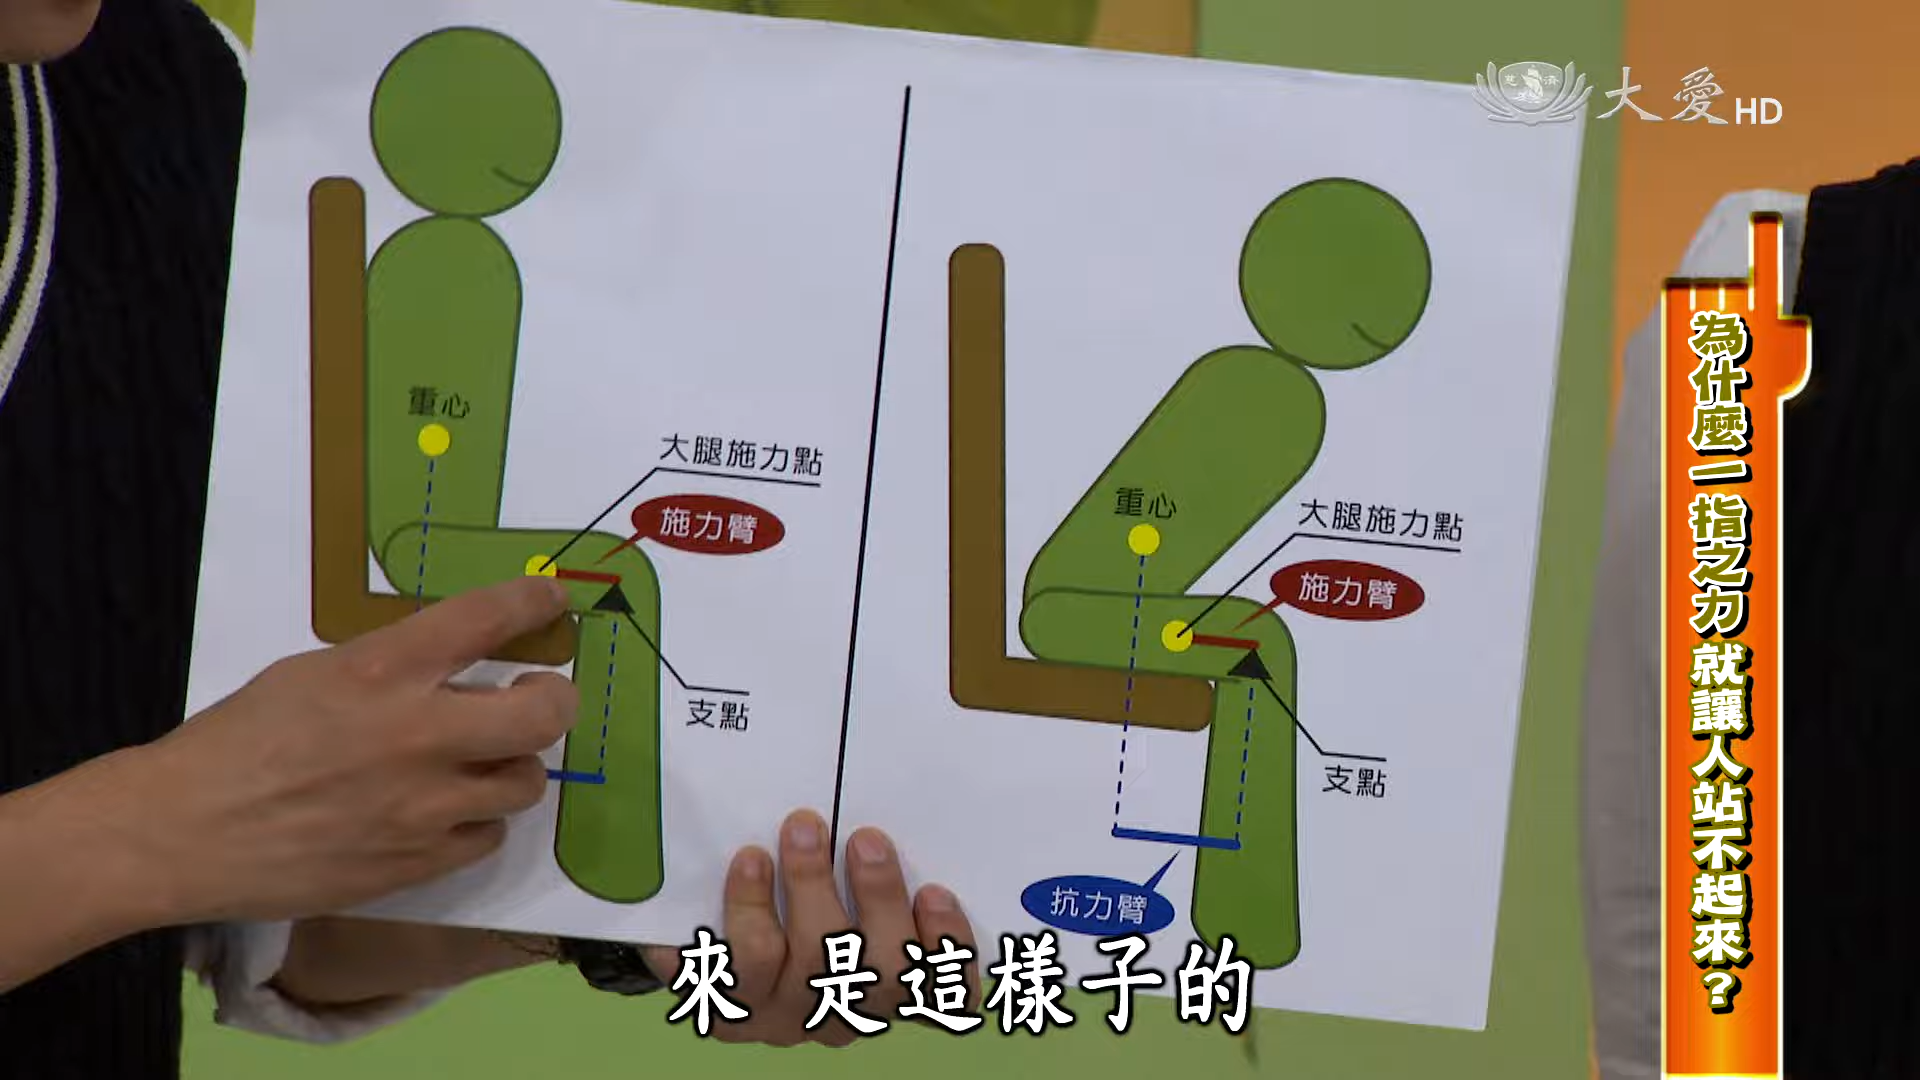 慈濟
大愛HD
重心
大腿施力點
施力臂
支點
重心
大腿施力點
施力臂
支點
抗力臂
為什麼一指之力就讓人站不起來?
來 是這樣子的